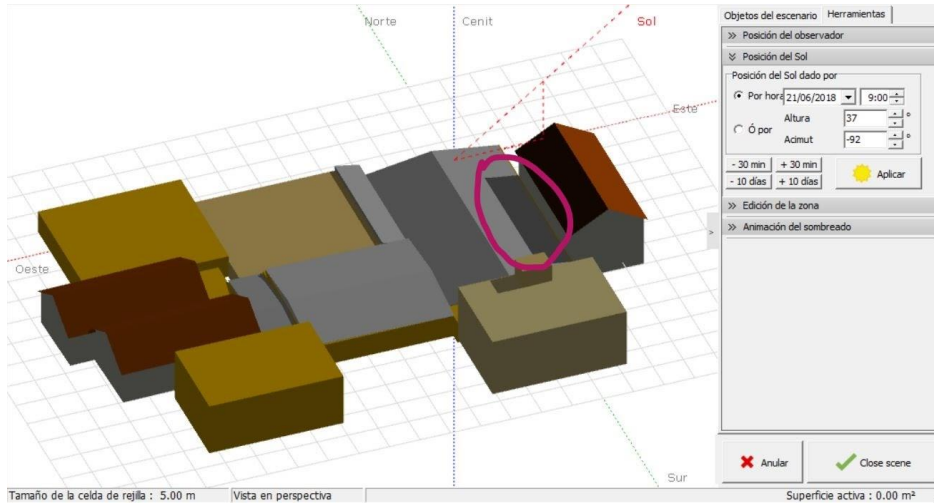 Norte
Cenit
Sol
Este
Oeste
Sur
Objetos del escenario
Herramientas
>> Posición del observador
Posición del Sol
Posición del Sol dado por
Por hora
21/06/2018
9:00
Ó por
Altura
37
°
Acimut
-92
°
- 30 min
+ 30 min
- 10 días
+ 10 días
Aplicar
>> Edición de la zona
>> Animación del sombreado
>
Anular
Close scene
Tamaño de la celda de rejilla : 5.00 m
Vista en perspectiva
Superficie activa : 0.00 m²